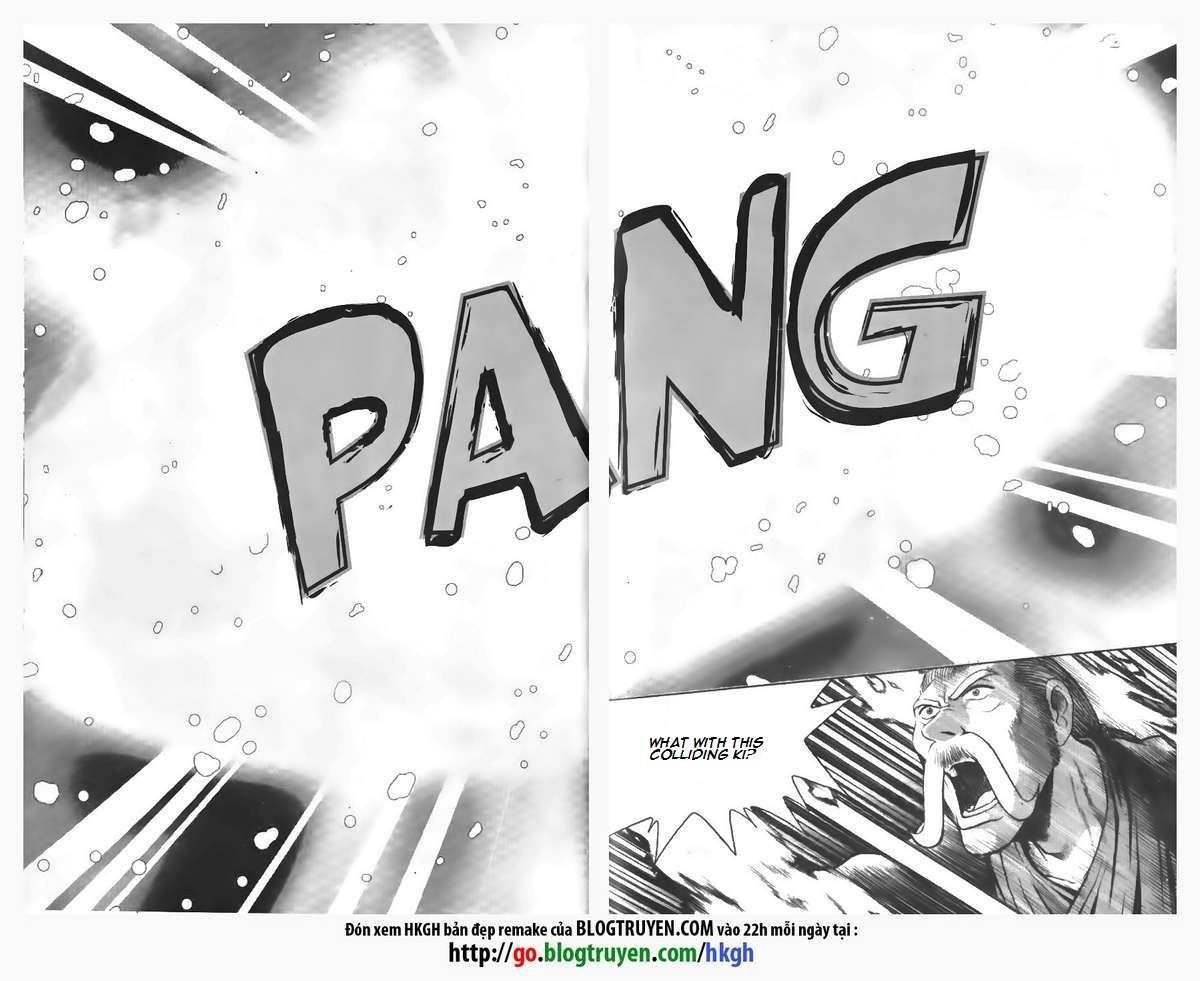 PANG
WHAT WITH THIS
COLLIDING KI?
Đón xem HKGH bản đẹp remake của BLOGTRUYEN.COM vào 22h mỗi ngày tại :
http://go.blogtruyen.com/hkgh